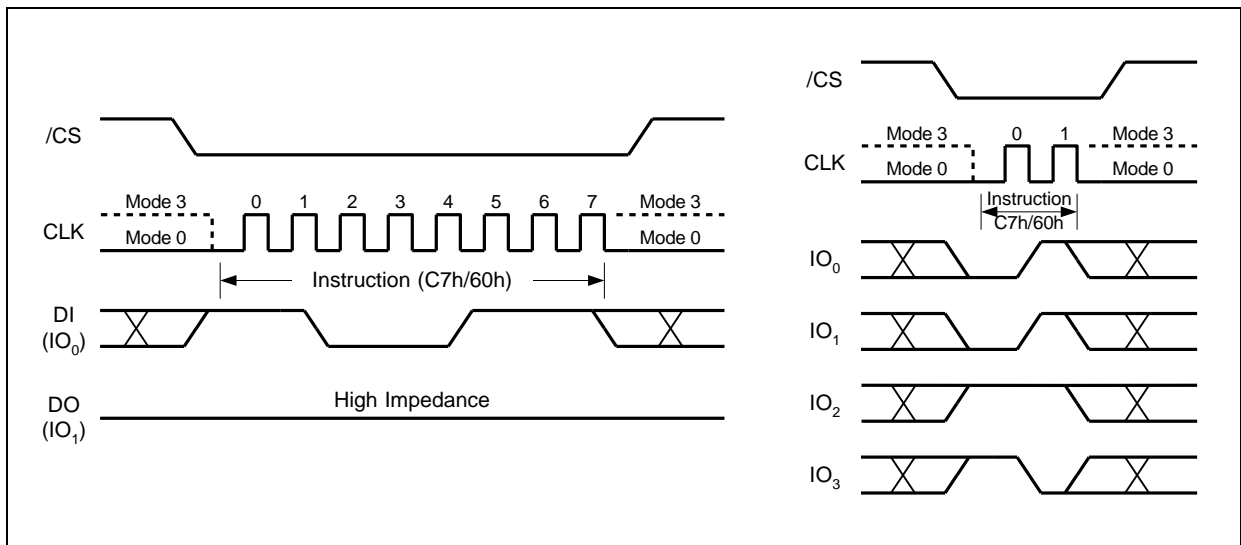 /CS
Mode 3 0 1 2 3 4 5 6 7 Mode 3
CLK
Mode 0 Mode 0
Instruction (C7h/60h)
DI
(IO0)
High Impedance
DO
(IO1)
/CS
Mode 3 0 1 Mode 3
CLK
Mode 0 Mode 0
Instruction
C7h/60h
IO0
IO1
IO2
IO3